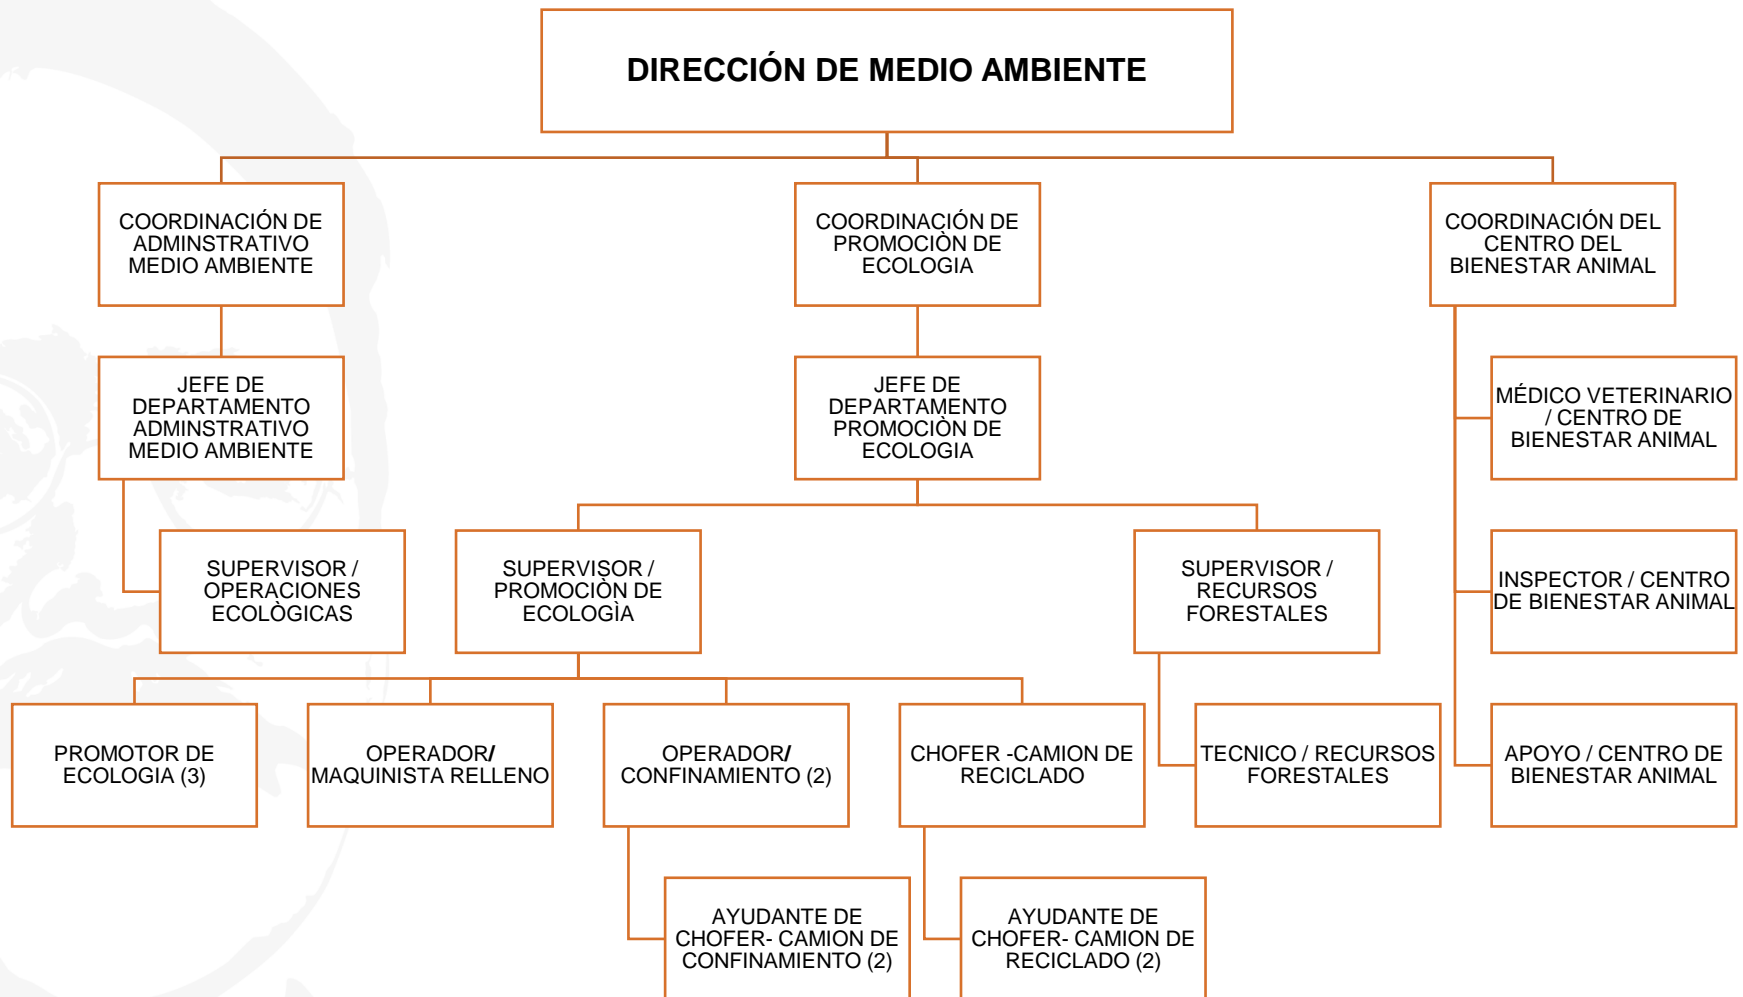 DIRECCIÓN DE MEDIO AMBIENTE
COORDINACIÓN DE
ADMINSTRATIVO
MEDIO AMBIENTE
COORDINACIÓN DE
PROMOCIÒN DE
ECOLOGIA
COORDINACIÓN DEL
CENTRO DEL
BIENESTAR ANIMAL
JEFE DE
DEPARTAMENTO
ADMINSTRATIVO
MEDIO AMBIENTE
JEFE DE
DEPARTAMENTO
PROMOCIÒN DE
ECOLOGIA
MÉDICO VETERINARIO
/ CENTRO DE
BIENESTAR ANIMAL
SUPERVISOR /
OPERACIONES
ECOLÒGICAS
SUPERVISOR /
PROMOCIÒN DE
ECOLOGÌA
SUPERVISOR /
RECURSOS
FORESTALES
INSPECTOR / CENTRO
DE BIENESTAR ANIMAL
PROMOTOR DE
ECOLOGIA (3)
OPERADOR/
MAQUINISTA RELLENO
OPERADOR/
CONFINAMIENTO (2)
CHOFER -CAMION DE
RECICLADO
TECNICO / RECURSOS
FORESTALES
APOYO / CENTRO DE
BIENESTAR ANIMAL
AYUDANTE DE
CHOFER- CAMION DE
CONFINAMIENTO (2)
AYUDANTE DE
CHOFER- CAMION DE
RECICLADO (2)